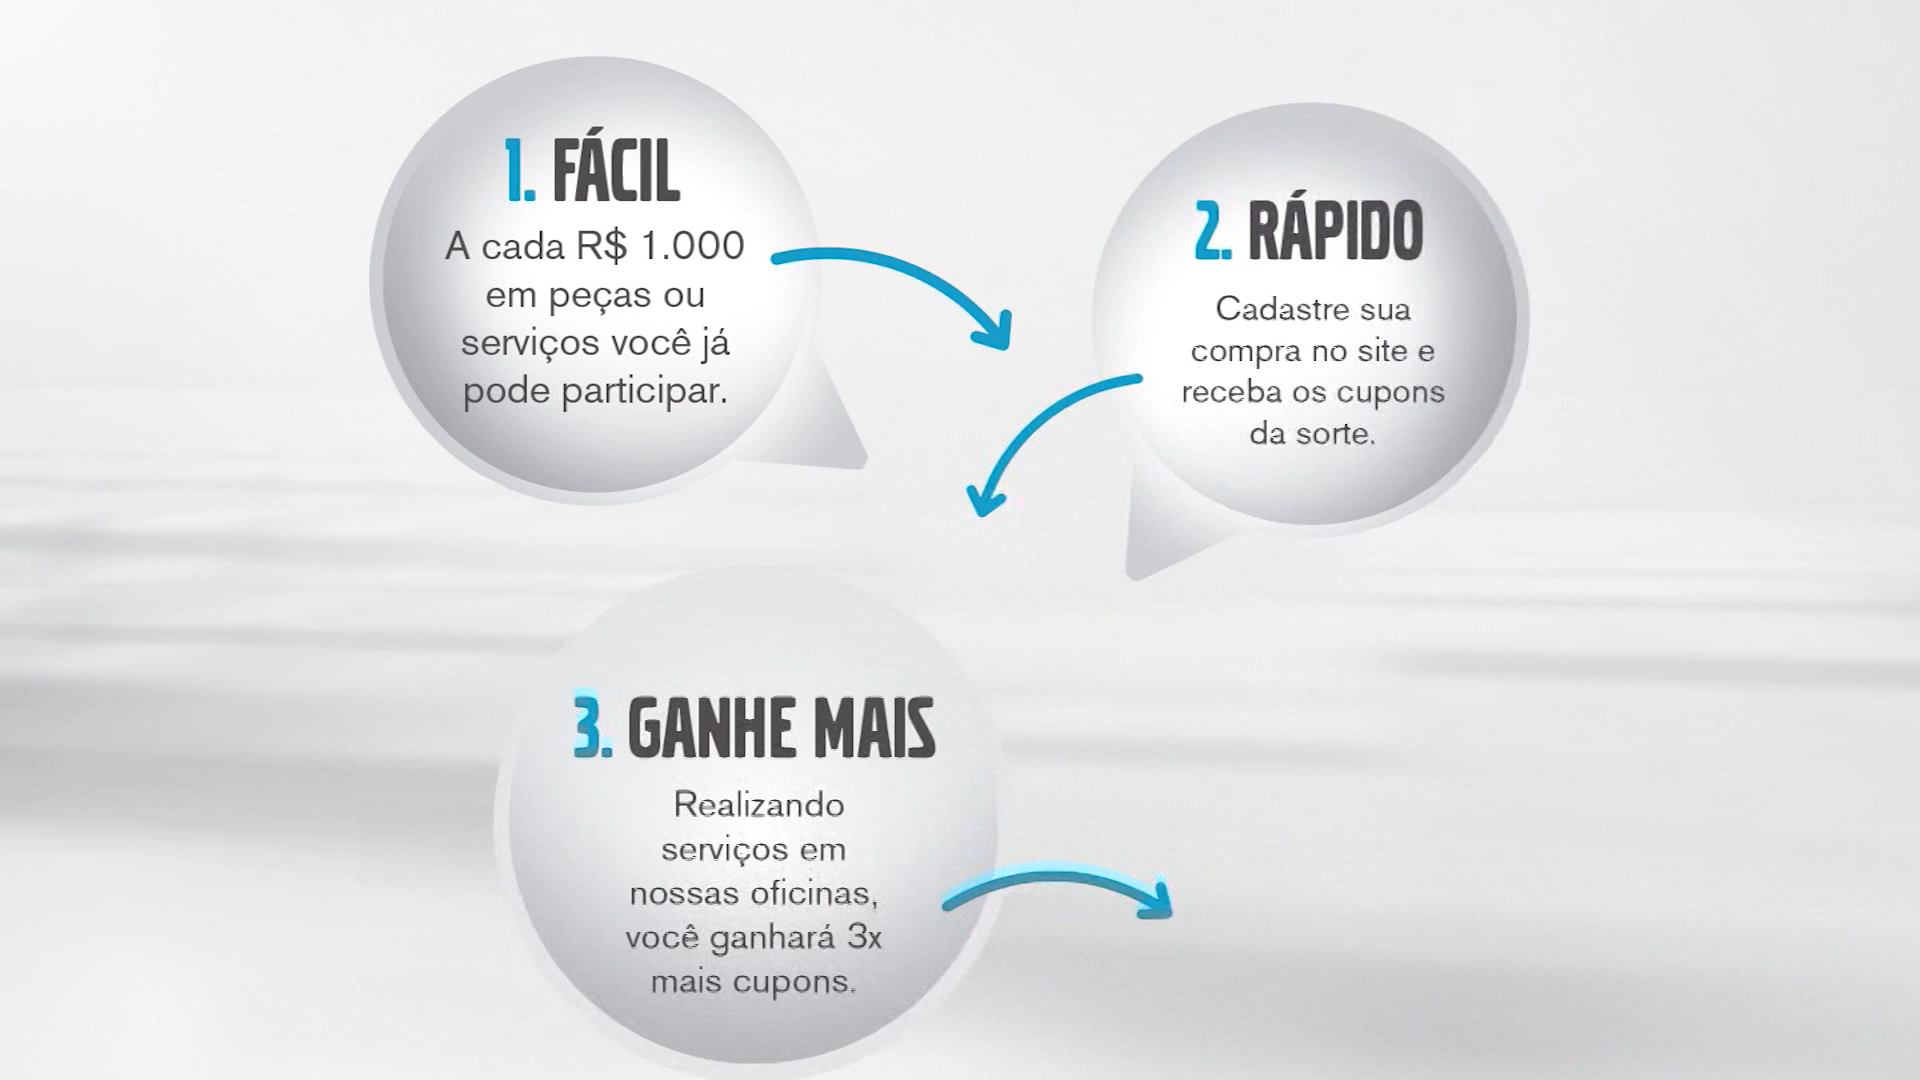 1. FÁCIL
A cada R$ 1.000
em peças ou
serviços você já
pode participar.
2. RÁPIDO
Cadastre sua
compra no site e
receba os cupons
da sorte.
3. GANHE MAIS
Realizando
serviços em
nossas oficinas,
você ganhará 3x
mais cupons.